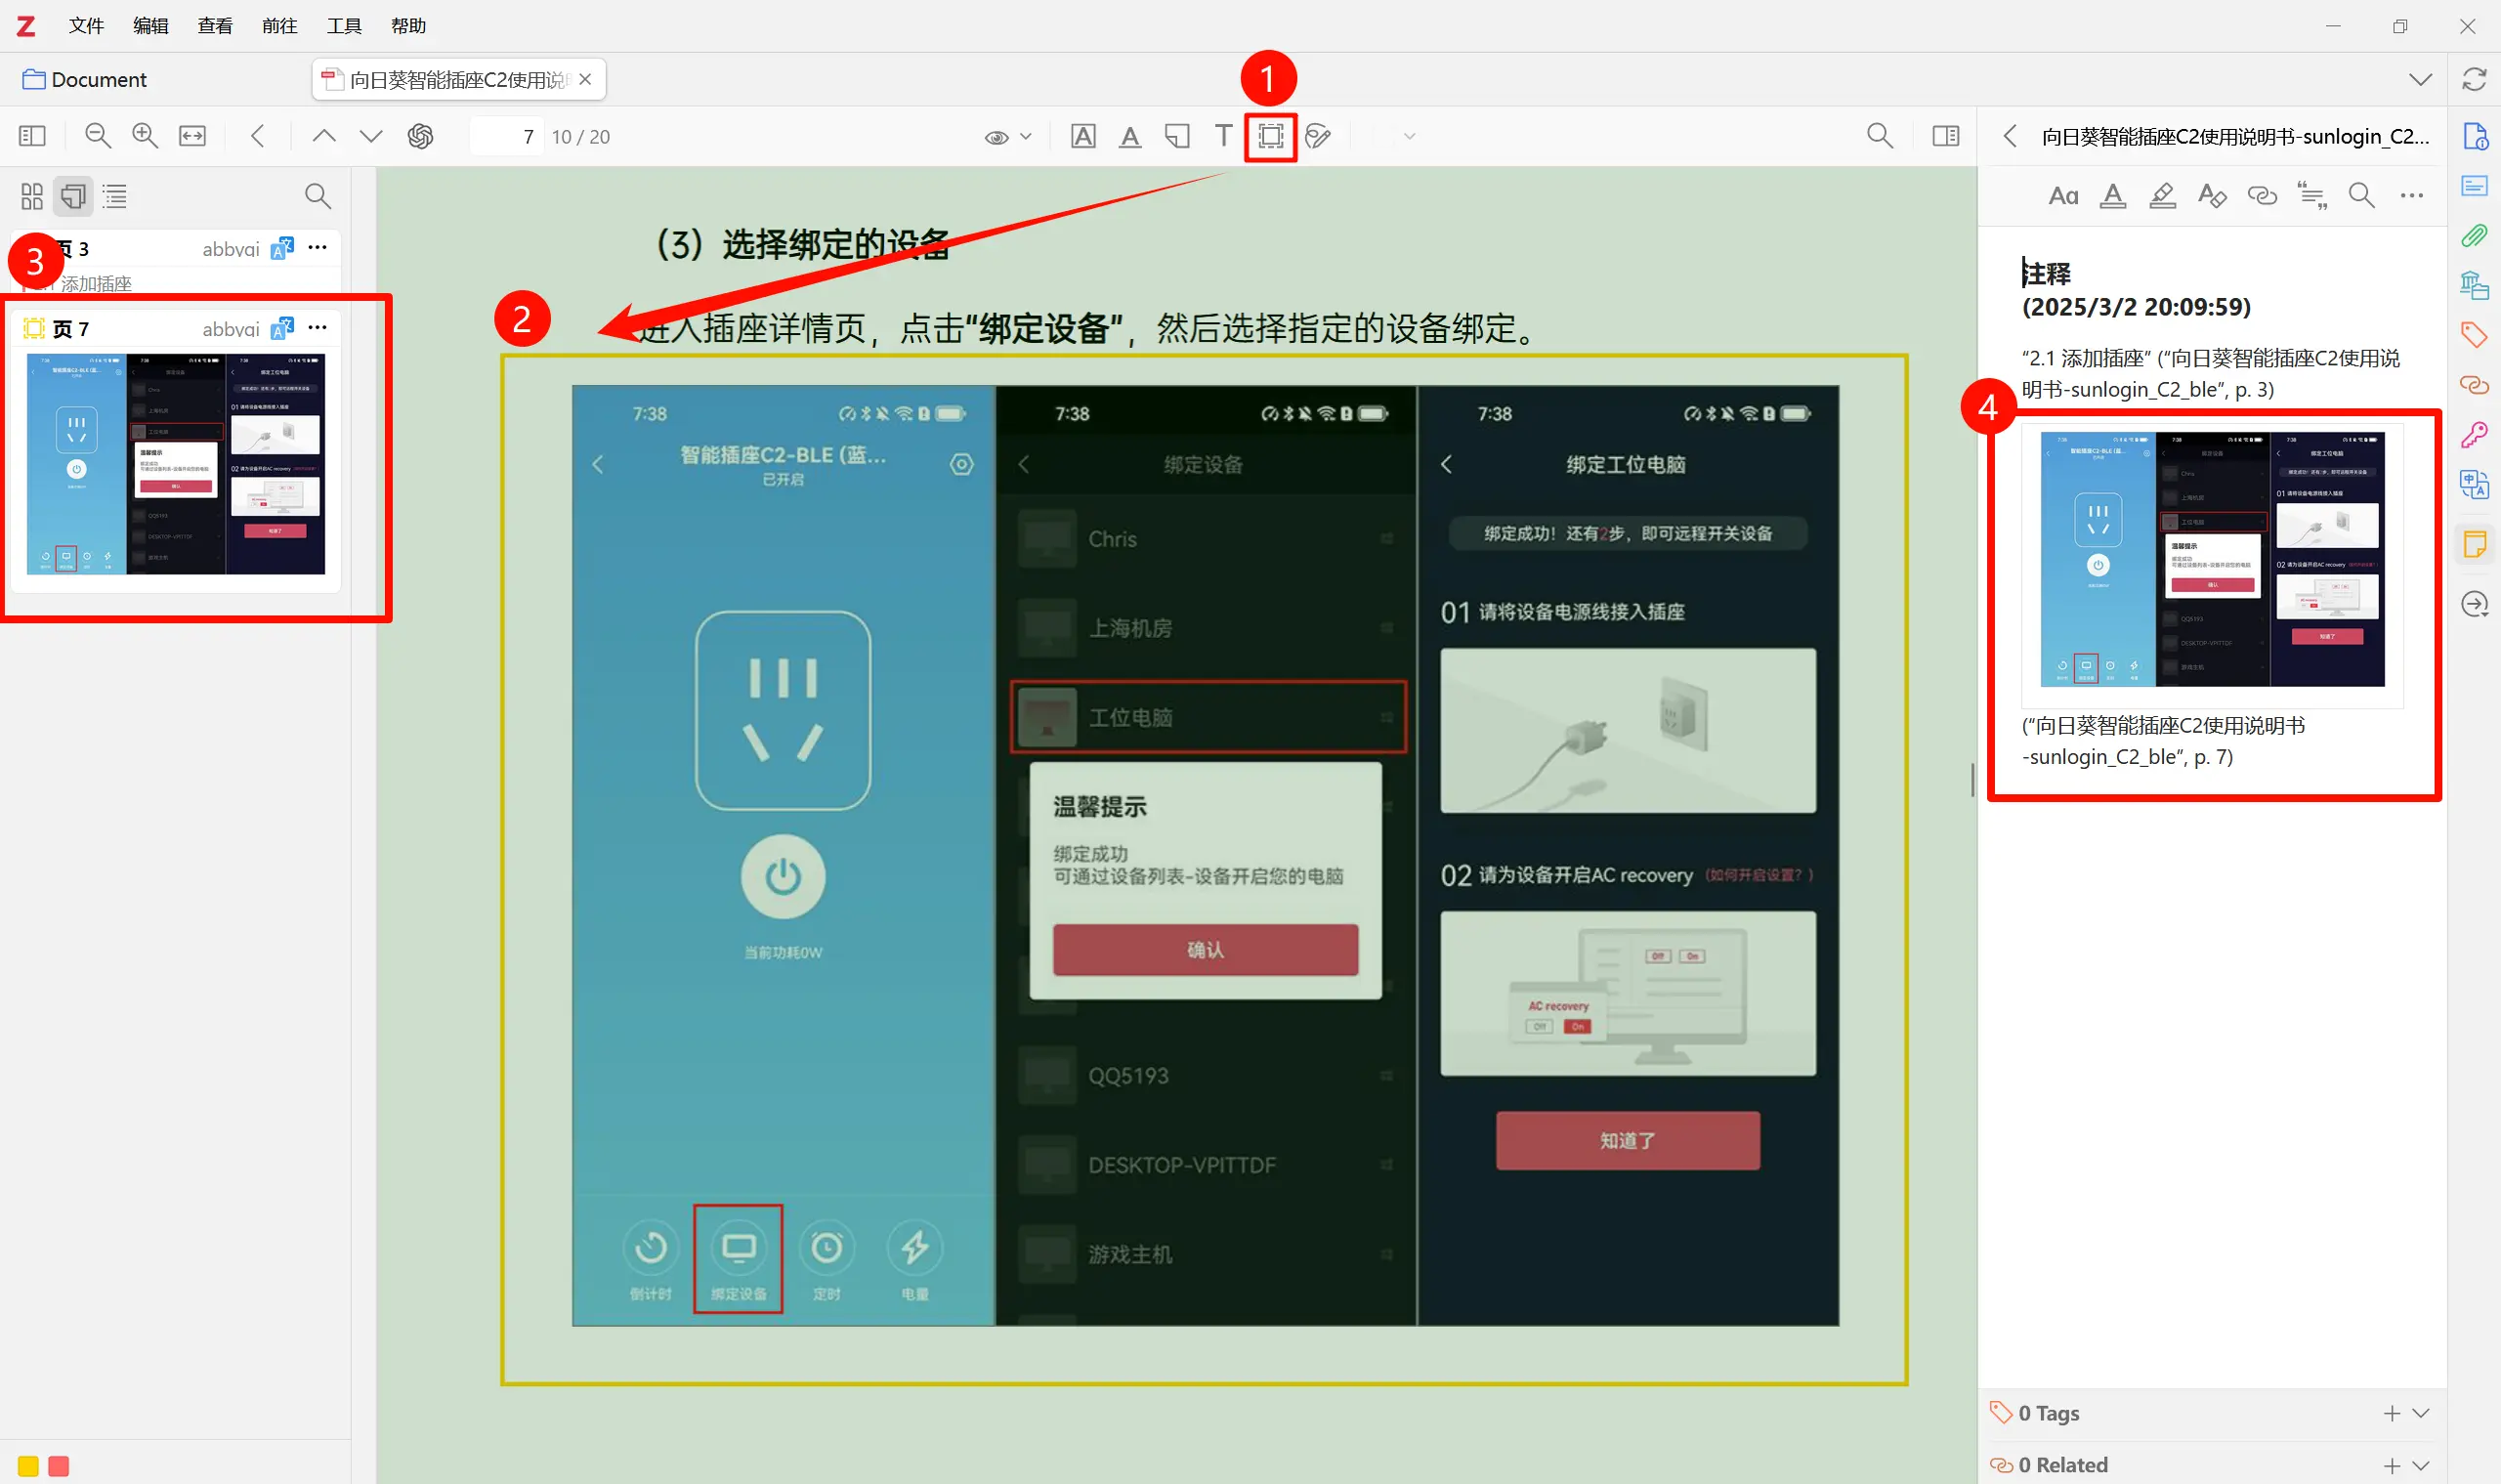 文件 编辑 查看 前往 工具 帮助
Document
向日葵智能插座C2使用说
1
7 10 / 20
向日葵智能插座C2使用说明书-sunlogin_C2...
3
页 3 abbyqi
添加插座
页 7 abbyqi
2
(3) 选择绑定的设备
进入插座详情页，点击“绑定设备”，然后选择指定的设备绑定。
7:38
智能插座C2-BLE (蓝...
已开启
当前功耗0W
倒计时 绑定设备 定时 电量
7:38
绑定设备
Chris
上海机房
工位电脑
温馨提示
绑定成功
可通过设备列表-设备开启您的电脑
确认
QQ5193
DESKTOP-VPITTDF
游戏主机
7:38
绑定工位电脑
绑定成功！还有2步，即可远程开关设备
01 请将设备电源线接入插座
02 请为设备开启AC recovery (如何开启设置？)
Off On
AC recovery
Off On
知道了
注释
(2025/3/2 20:09:59)
“2.1 添加插座” (“向日葵智能插座C2使用说
明书-sunlogin_C2_ble”, p. 3)
4
(“向日葵智能插座C2使用说明书
-sunlogin_C2_ble”, p. 7)
0 Tags
0 Related